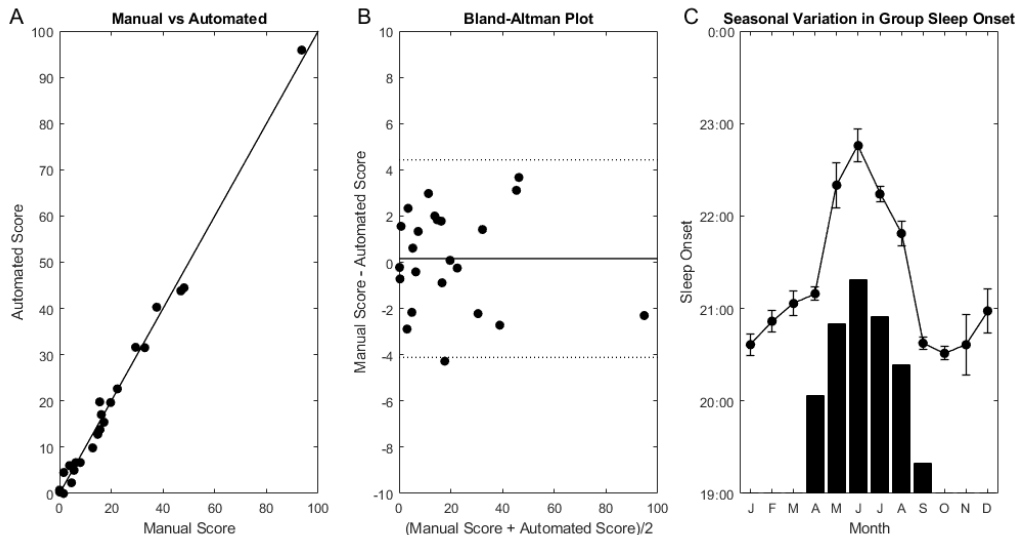 A
Manual vs Automated
Automated Score
100
90
80
70
60
50
40
30
20
10
0
0 20 40 60 80 100
Manual Score
B
Bland-Altman Plot
Manual Score - Automated Score
10
8
6
4
2
0
-2
-4
-6
-8
-10
0 20 40 60 80 100
(Manual Score + Automated Score)/2
C
Seasonal Variation in Group Sleep Onset
Sleep Onset
0:00
23:00
22:00
21:00
20:00
19:00
J F M A M J J A S O N D
Month